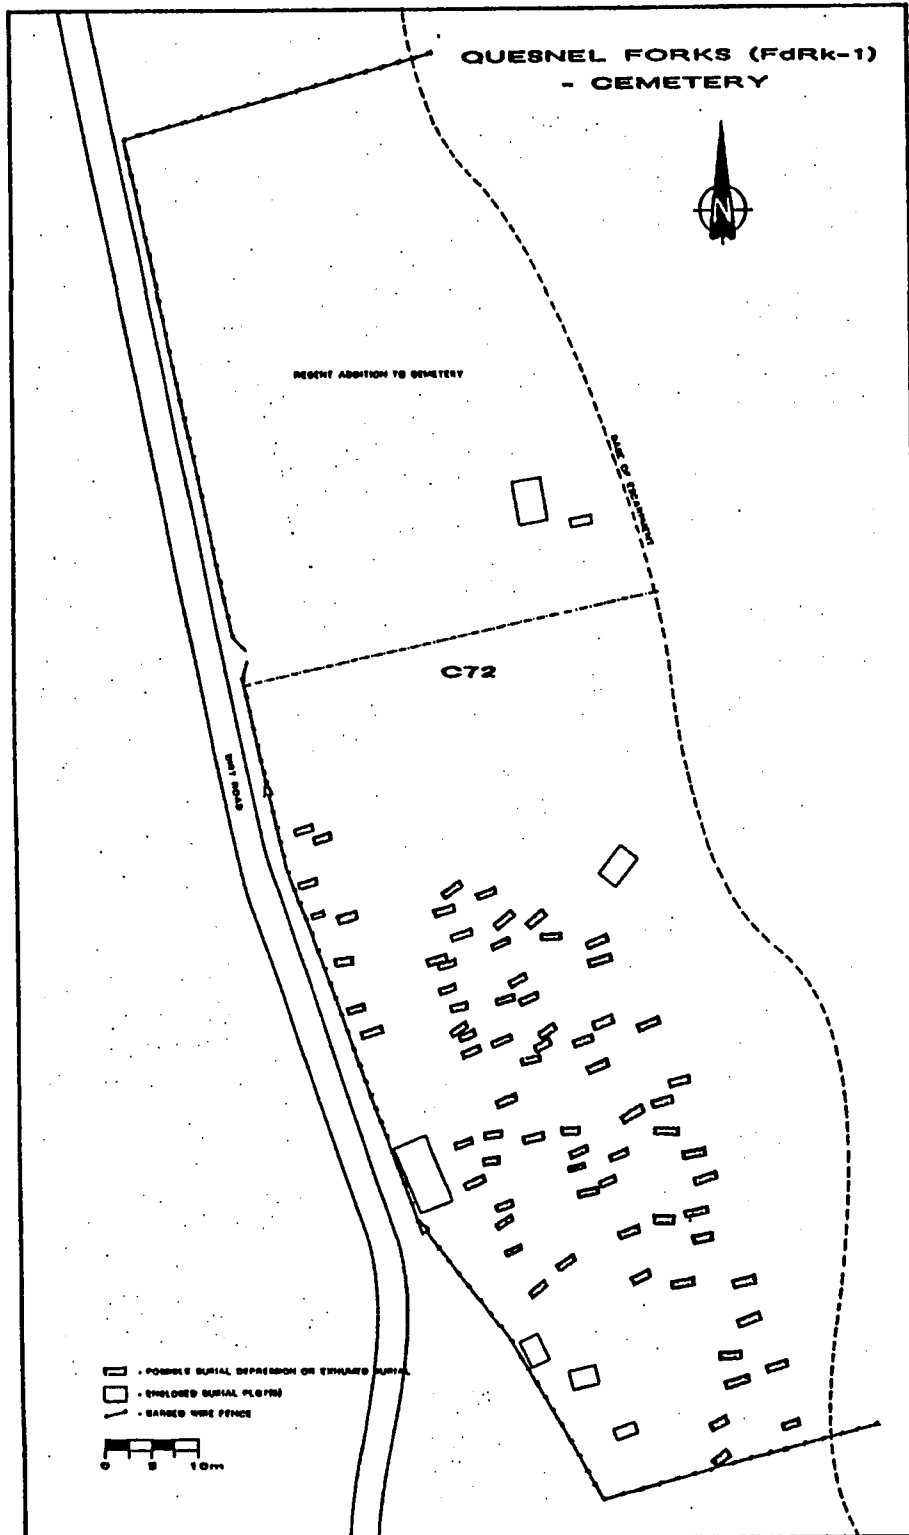 QUESNEL FORKS (FdRk-1)
- CEMETERY
N
RECENT ADDITION TO CEMETERY
BASE OF ESCARPMENT
C72
DIRT ROAD
- POSSIBLE BURIAL DEPRESSION OR EXHUMED BURIAL
- ENCLOSED BURIAL PLOT(S)
- BARBED WIRE FENCE
0 5 10m